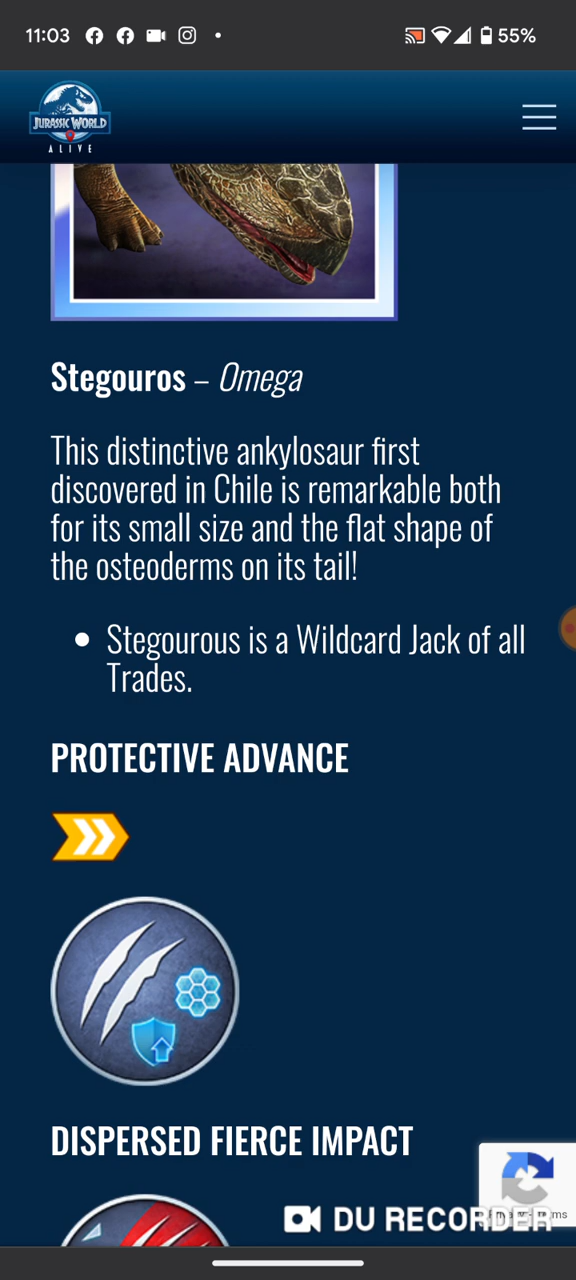 11:03
55%
JURASSIC WORLD
ALIVE
Stegouros – Omega
This distinctive ankylosaur first
discovered in Chile is remarkable both
for its small size and the flat shape of
the osteoderms on its tail!
• Stegourous is a Wildcard Jack of all
Trades.
PROTECTIVE ADVANCE
DISPERSED FIERCE IMPACT
DU RECORDER